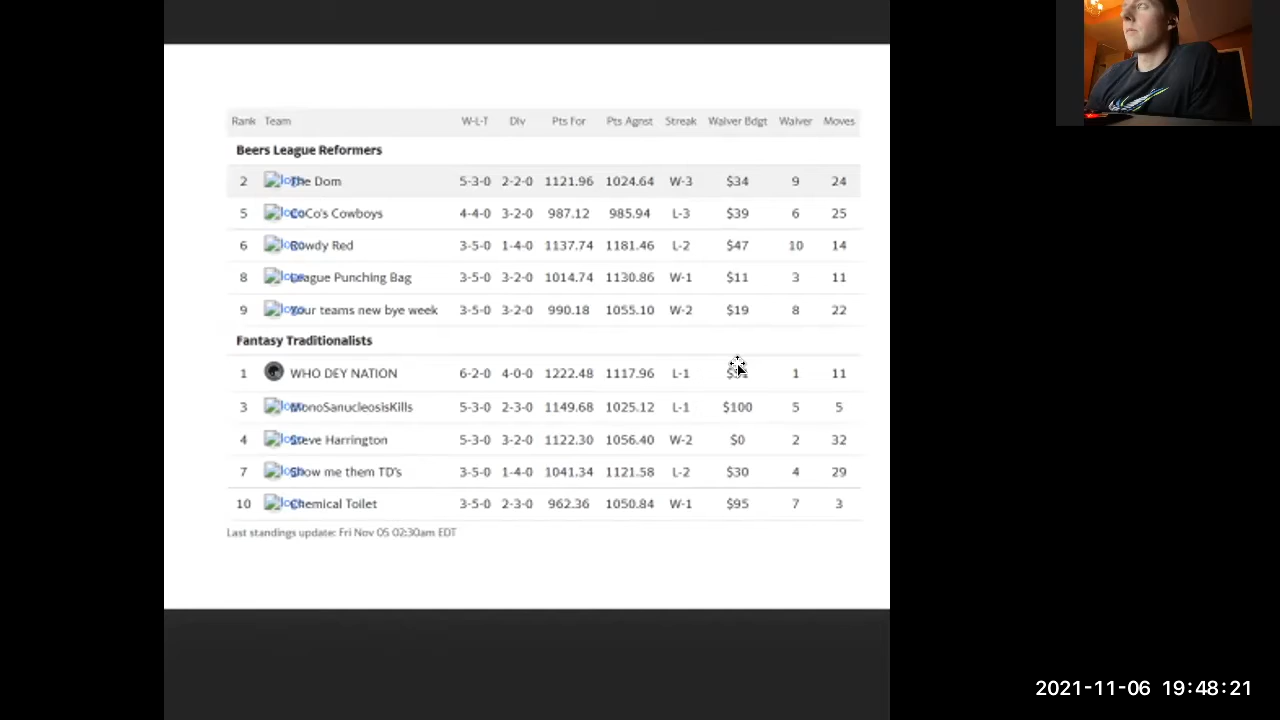 Rank Team W-L-T Div Pts For Pts Agnst Streak Waiver Bdgt Waiver Moves
Beers League Reformers
2 The Dom 5-3-0 2-2-0 1121.96 1024.64 W-3 $34 9 24
5 CoCo's Cowboys 4-4-0 3-2-0 987.12 985.94 L-3 $39 6 25
6 Rowdy Red 3-5-0 1-4-0 1137.74 1181.46 L-2 $47 10 14
8 League Punching Bag 3-5-0 3-2-0 1014.74 1130.86 W-1 $11 3 11
9 Your teams new bye week 3-5-0 3-2-0 990.18 1055.10 W-2 $19 8 22
Fantasy Traditionalists
1 WHO DEY NATION 6-2-0 4-0-0 1222.48 1117.96 L-1 1 11
3 MonoSanucleosisKills 5-3-0 2-3-0 1149.68 1025.12 L-1 $100 5 5
4 Steve Harrington 5-3-0 3-2-0 1122.30 1056.40 W-2 $0 2 32
7 Show me them TD's 3-5-0 1-4-0 1041.34 1121.58 L-2 $30 4 29
10 Chemical Toilet 3-5-0 2-3-0 962.36 1050.84 W-1 $95 7 3
Last standings update: Fri Nov 05 02:30am EDT
2021-11-06 19:48:21